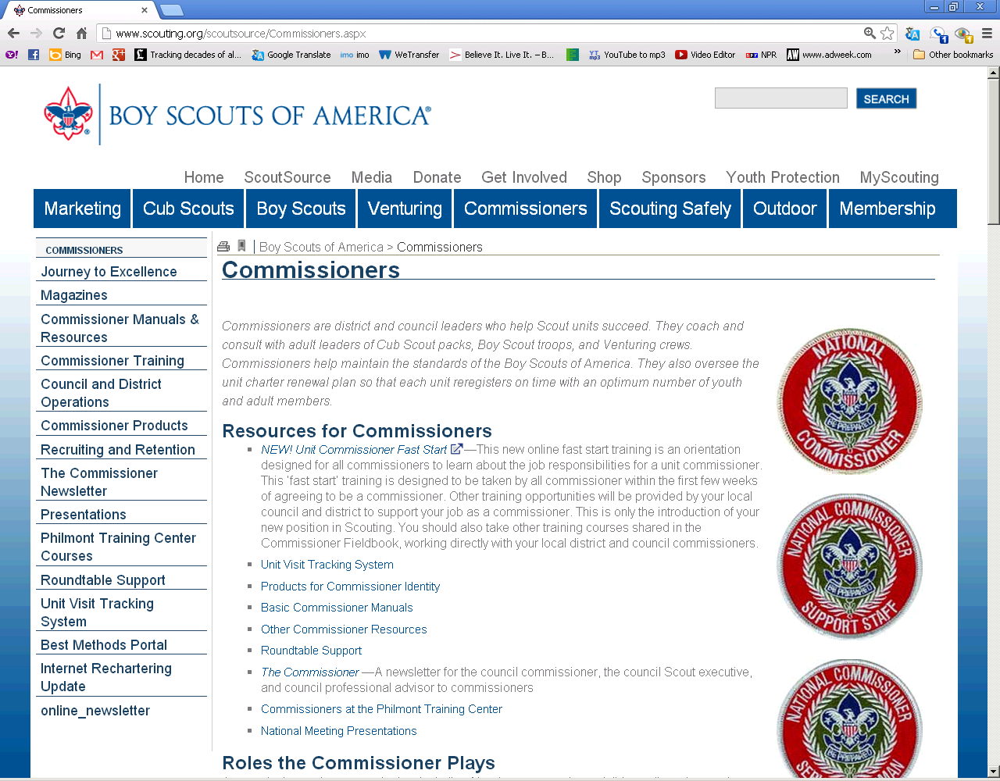 Commissioners
www.scouting.org/scoutsource/Commissioners.aspx
Bing
Tracking decades of al...
Google Translate
imo imo
WeTransfer
Believe It. Live It. – B...
YouTube to mp3
Video Editor
npr NPR
AW www.adweek.com
»
Other bookmarks
BOY SCOUTS OF AMERICA®
SEARCH
Home ScoutSource Media Donate Get Involved Shop Sponsors Youth Protection MyScouting
Marketing Cub Scouts Boy Scouts Venturing Commissioners Scouting Safely Outdoor Membership
COMMISSIONERS
Journey to Excellence
Magazines
Commissioner Manuals &
Resources
Commissioner Training
Council and District
Operations
Commissioner Products
Recruiting and Retention
The Commissioner
Newsletter
Presentations
Philmont Training Center
Courses
Roundtable Support
Unit Visit Tracking
System
Best Methods Portal
Internet Rechartering
Update
online_newsletter
| Boy Scouts of America > Commissioners
Commissioners
Commissioners are district and council leaders who help Scout units succeed. They coach and
consult with adult leaders of Cub Scout packs, Boy Scout troops, and Venturing crews.
Commissioners help maintain the standards of the Boy Scouts of America. They also oversee the
unit charter renewal plan so that each unit reregisters on time with an optimum number of youth
and adult members.
Resources for Commissioners
NEW! Unit Commissioner Fast Start —This new online fast start training is an orientation
designed for all commissioners to learn about the job responsibilities for a unit commissioner.
This 'fast start' training is designed to be taken by all commissioner within the first few weeks
of agreeing to be a commissioner. Other training opportunities will be provided by your local
council and district to support your job as a commissioner. This is only the introduction of your
new position in Scouting. You should also take other training courses shared in the
Commissioner Fieldbook, working directly with your local district and council commissioners.
Unit Visit Tracking System
Products for Commissioner Identity
Basic Commissioner Manuals
Other Commissioner Resources
Roundtable Support
The Commissioner —A newsletter for the council commissioner, the council Scout executive,
and council professional advisor to commissioners
Commissioners at the Philmont Training Center
National Meeting Presentations
Roles the Commissioner Plays
NATIONAL
BE PREPARED
COMMISSIONER
NATIONAL COMMISSIONER
BE PREPARED
SUPPORT STAFF
NATIONAL COMMISSIONER
BE PREPARED